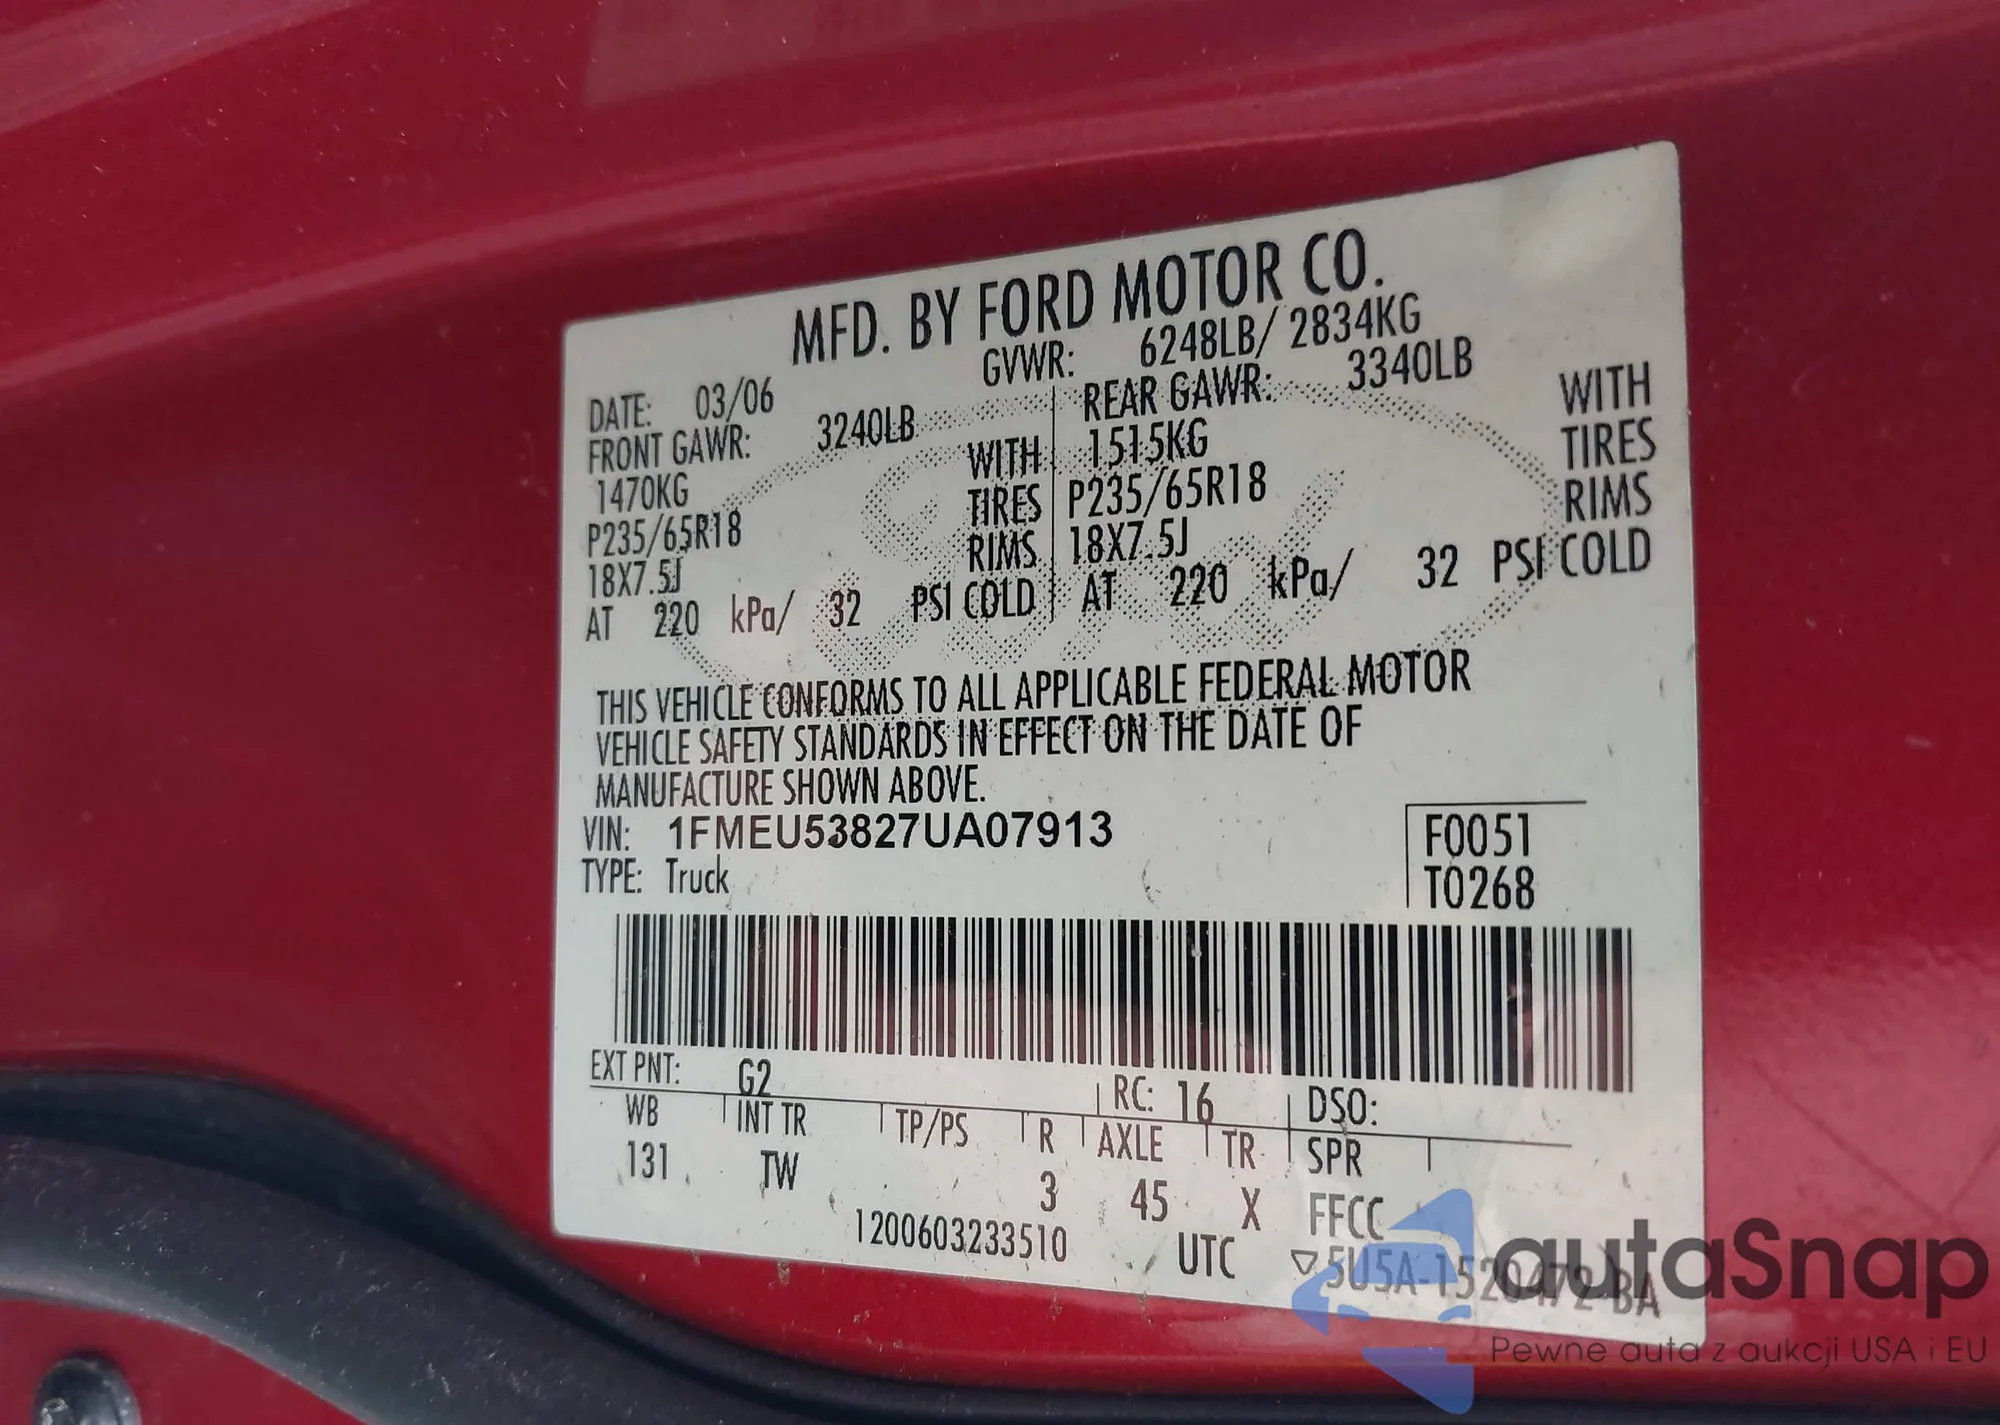 MFD. BY FORD MOTOR CO.
DATE: 03/06 GVWR: 6248LB/ 2834KG
FRONT GAWR: 3240LB REAR GAWR: 3340LB
1470KG WITH 1515KG WITH
P235/65R18 TIRES P235/65R18 TIRES
18X7.5J RIMS 18X7.5J RIMS
AT 220 kPa/ 32 PSI COLD AT 220 kPa/ 32 PSI COLD
THIS VEHICLE CONFORMS TO ALL APPLICABLE FEDERAL MOTOR
VEHICLE SAFETY STANDARDS IN EFFECT ON THE DATE OF
MANUFACTURE SHOWN ABOVE.
VIN: 1FMEU53827UA07913 F0051
TYPE: Truck T0268
EXT PNT: G2 RC: 16 DSO:
WB INT TR TP/PS R AXLE TR SPR
131 TW 3 45 X FFCC
1200603233510 UTC ▽5U5A-1520472-BA
autaSnap
Pewne auta z aukcji USA i EU